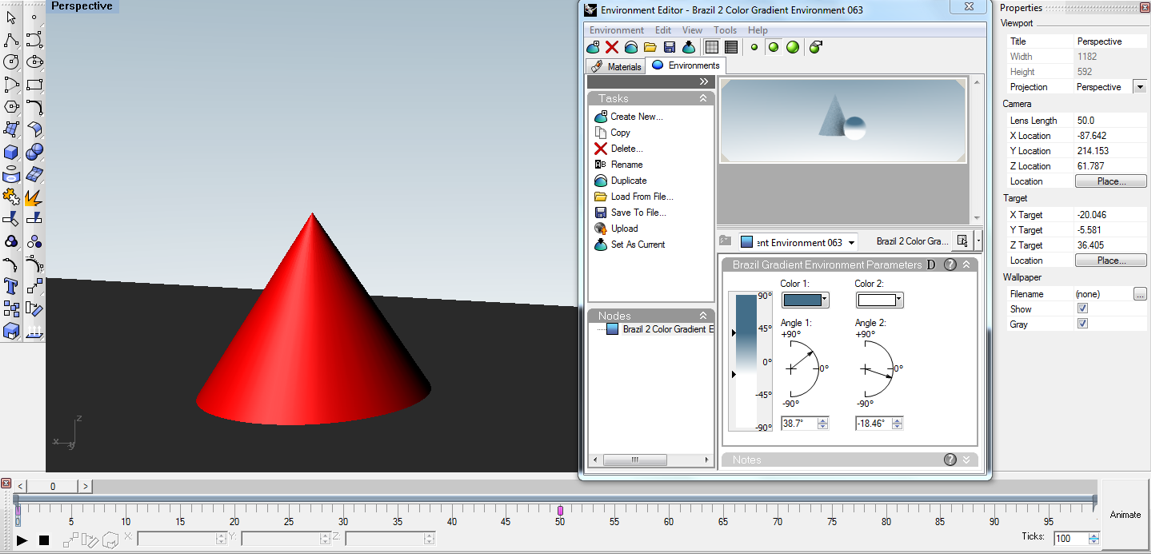 Perspective
Environment Editor - Brazil 2 Color Gradient Environment 063
Environment Edit View Tools Help
Materials Environments
Tasks
Create New...
Copy
Delete...
Rename
Duplicate
Load From File...
Save To File...
Upload
Set As Current
Nodes
Brazil 2 Color Gradient E
nt Environment 063
Brazil 2 Color Gra...
Brazil Gradient Environment Parameters D
90°
45°
0°
-45°
-90°
Color 1: Color 2:
Angle 1: Angle 2:
+90° +90°
0° 0°
-90° -90°
38.7° -18.46°
Notes
Properties
Viewport
Title Perspective
Width 1182
Height 592
Projection Perspective
Camera
Lens Length 50.0
X Location -87.642
Y Location 214.153
Z Location 61.787
Location Place...
Target
X Target -20.046
Y Target -5.581
Z Target 36.405
Location Place...
Wallpaper
Filename (none) ...
Show
Gray
z
x
y
< 0 >
0 5 10 15 20 25 30 35 40 45 50 55 60 65 70 75 80 85 90 95
X Y Z
Ticks: 100
Animate